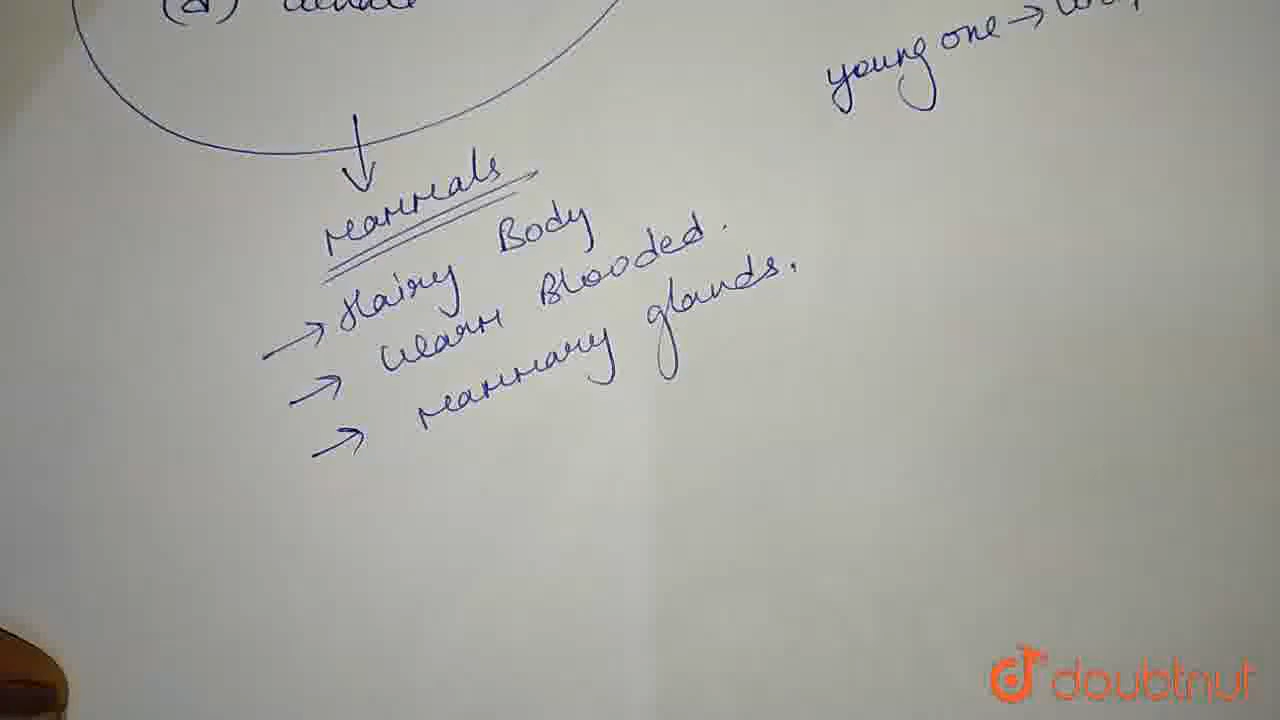 (d)
young one →
Mammals
→ Hairy Body
→ Warm Blooded.
→ Mammary glands.
doubtnut